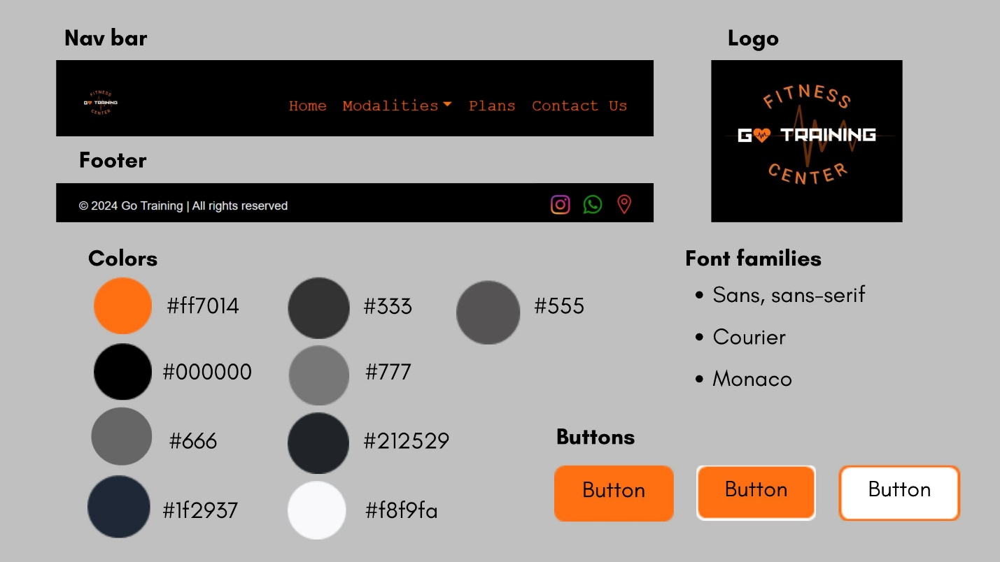 Nav bar
FITNESS
GO TRAINING
CENTER
Home Modalities Plans Contact Us
Logo
FITNESS
GO TRAINING
CENTER
Footer
© 2024 Go Training | All rights reserved
Colors
#ff7014 #333 #555
#000000 #777
#666 #212529
#1f2937 #f8f9fa
Font families
• Sans, sans-serif
• Courier
• Monaco
Buttons
Button Button Button